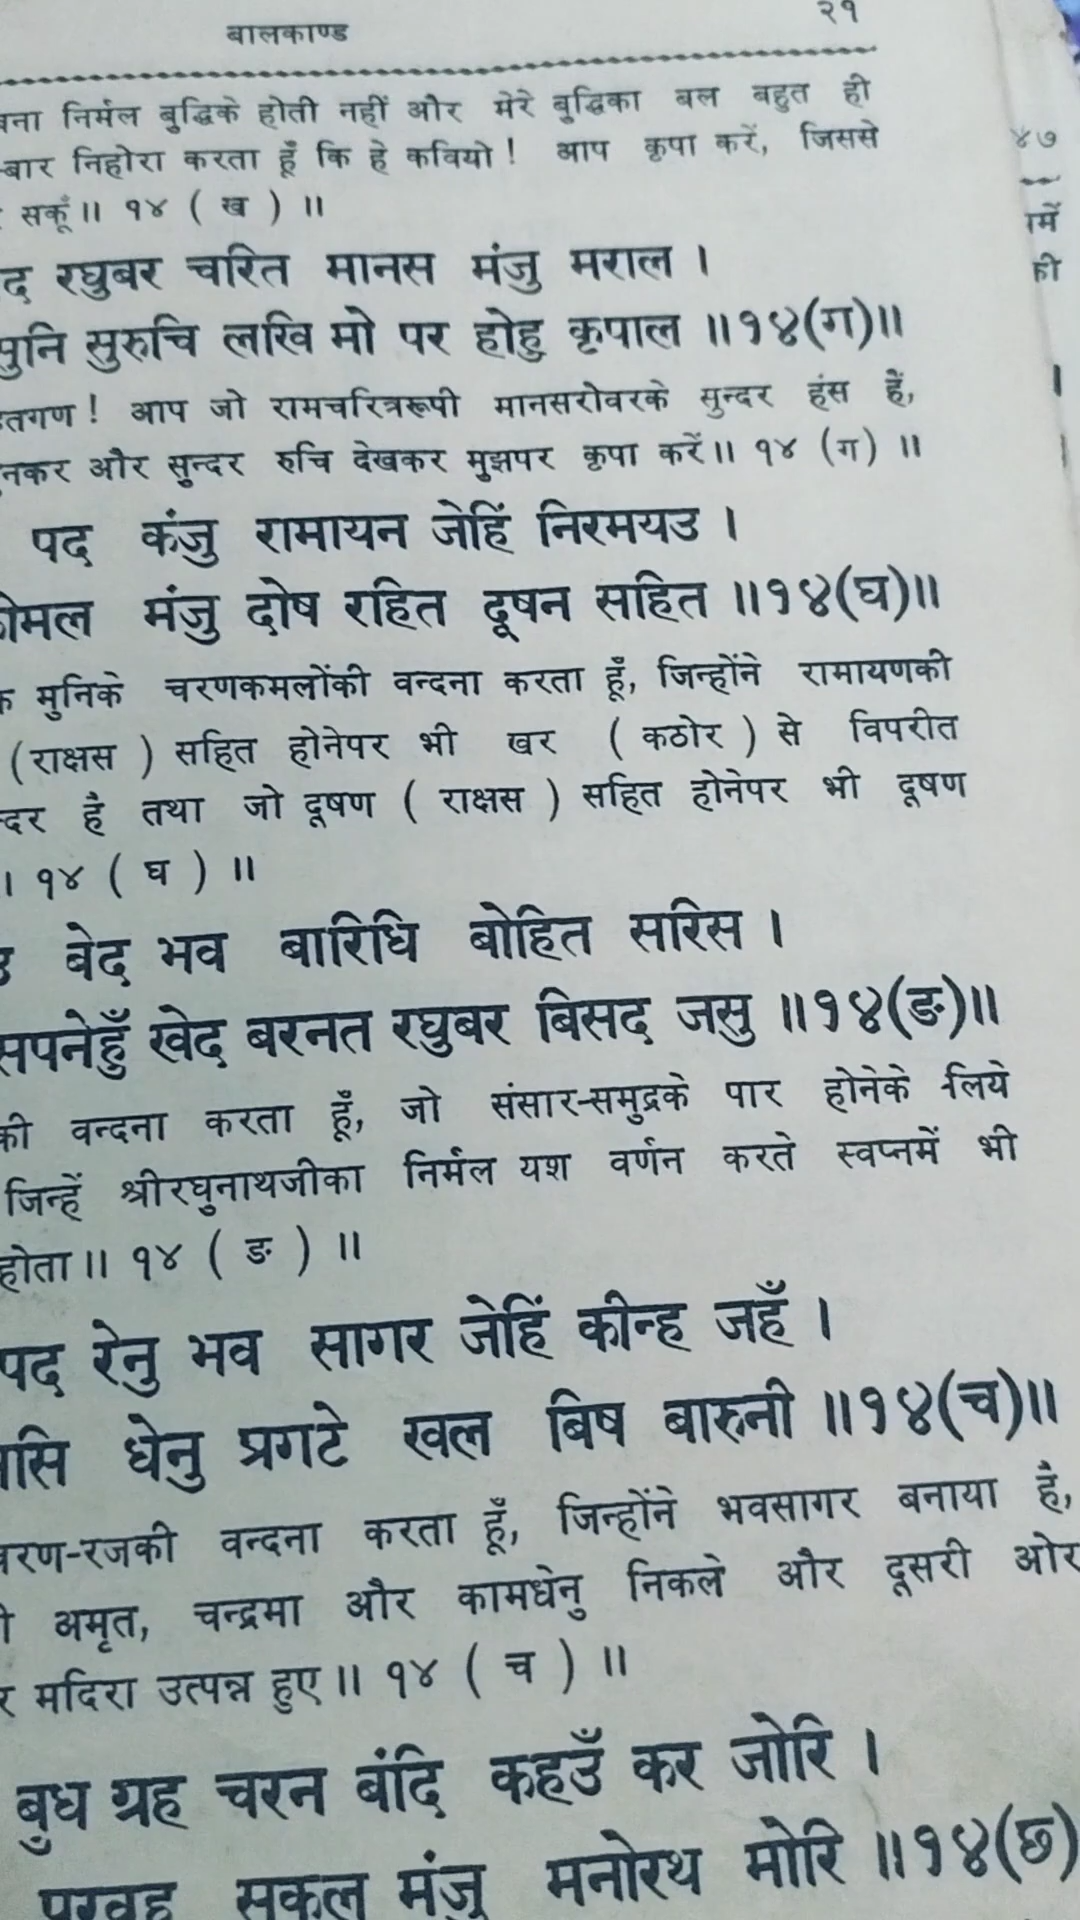 बालकाण्ड २१
निर्मल बुद्धिके होती नहीं और मेरे बुद्धिका बल बहुत ही
बार निहोरा करता हूँ कि हे कवियो! आप कृपा करें, जिससे
सकूँ॥ १४ ( ख ) ॥
रघुबर चरित मानस मंजु मराल।
सुरुचि लखि मो पर होहु कृपाल ॥१४(ग)॥
आप जो रामचरित्ररूपी मानसरोवरके सुन्दर हंस हैं,
और सुन्दर रुचि देखकर मुझपर कृपा करें॥ १४ (ग) ॥
पद कंजु रामायन जेहिं निरमयउ।
मंजु दोष रहित दूषन सहित ॥१४(घ)॥
मुनिके चरणकमलोंकी वन्दना करता हूँ, जिन्होंने रामायणकी
(राक्षस ) सहित होनेपर भी खर ( कठोर ) से विपरीत
है तथा जो दूषण ( राक्षस ) सहित होनेपर भी दूषण
। १४ ( घ ) ॥
बेद भव बारिधि बोहित सरिस।
सपनेहुँ खेद बरनत रघुबर बिसद जसु ॥१४(ङ)॥
की वन्दना करता हूँ, जो संसार-समुद्रके पार होनेके लिये
जिन्हें श्रीरघुनाथजीका निर्मल यश वर्णन करते स्वप्नमें भी
होता॥ १४ ( ङ ) ॥
पद रेनु भव सागर जेहिं कीन्ह जहँ।
धेनु प्रगटे खल बिष बारुनी ॥१४(च)॥
चरण-रजकी वन्दना करता हूँ, जिन्होंने भवसागर बनाया है,
अमृत, चन्द्रमा और कामधेनु निकले और दूसरी ओर
मदिरा उत्पन्न हुए॥ १४ ( च ) ॥
बुध ग्रह चरन बंदि कहउँ कर जोरि।
पुरवहु सकल मंजु मनोरथ मोरि ॥१४(छ)
४७
की